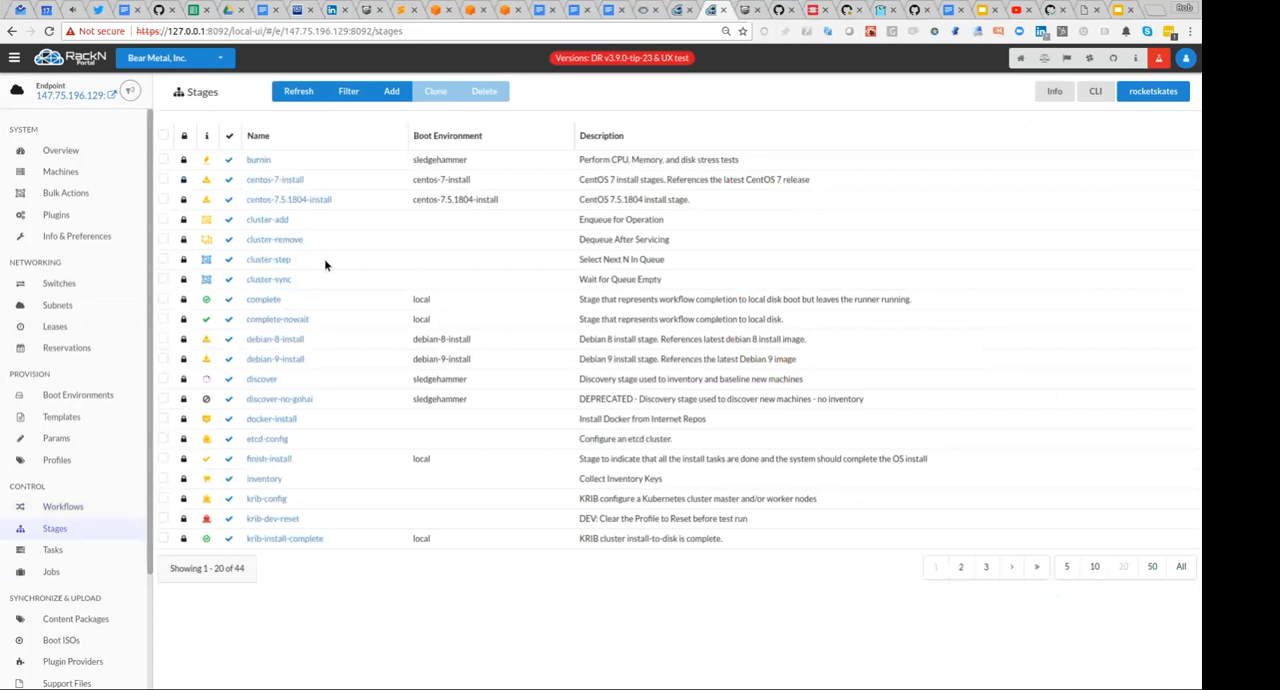 Rob
Not secure https://127.0.0.1:8092/local-ui/#/e/147.75.196.129:8092/stages
RackN Portal Bear Metal, Inc. Versions: DR v3.9.0-tip-23 & UX test
Endpoint
147.75.196.129:
Stages Refresh Filter Add Clone Delete Info CLI rocketskates
SYSTEM
Overview
Machines
Bulk Actions
Plugins
Info & Preferences
NETWORKING
Switches
Subnets
Leases
Reservations
PROVISION
Boot Environments
Templates
Params
Profiles
CONTROL
Workflows
Stages
Tasks
Jobs
SYNCHRONIZE & UPLOAD
Content Packages
Boot ISOs
Plugin Providers
Support Files
Name Boot Environment Description
burnin sledgehammer Perform CPU, Memory, and disk stress tests
centos-7-install centos-7-install CentOS 7 install stages. References the latest CentOS 7 release
centos-7.5.1804-install centos-7.5.1804-install CentOS 7.5.1804 install stage.
cluster-add Enqueue for Operation
cluster-remove Dequeue After Servicing
cluster-step Select Next N In Queue
cluster-sync Wait for Queue Empty
complete local Stage that represents workflow completion to local disk boot but leaves the runner running.
complete-nowait local Stage that represents workflow completion to local disk.
debian-8-install debian-8-install Debian 8 install stage. References latest debian 8 install image.
debian-9-install debian-9-install Debian 9 install stage. References the latest Debian 9 image
discover sledgehammer Discovery stage used to inventory and baseline new machines
discover-no-gohai sledgehammer DEPRECATED - Discovery stage used to discover new machines - no inventory
docker-install Install Docker from Internet Repos
etcd-config Configure an etcd cluster.
finish-install local Stage to indicate that all the install tasks are done and the system should complete the OS install
inventory Collect Inventory Keys
krib-config KRIB configure a Kubernetes cluster master and/or worker nodes
krib-dev-reset DEV: Clear the Profile to Reset before test run
krib-install-complete local KRIB cluster install-to-disk is complete.
Showing 1 - 20 of 44 1 2 3 › » 5 10 20 50 All